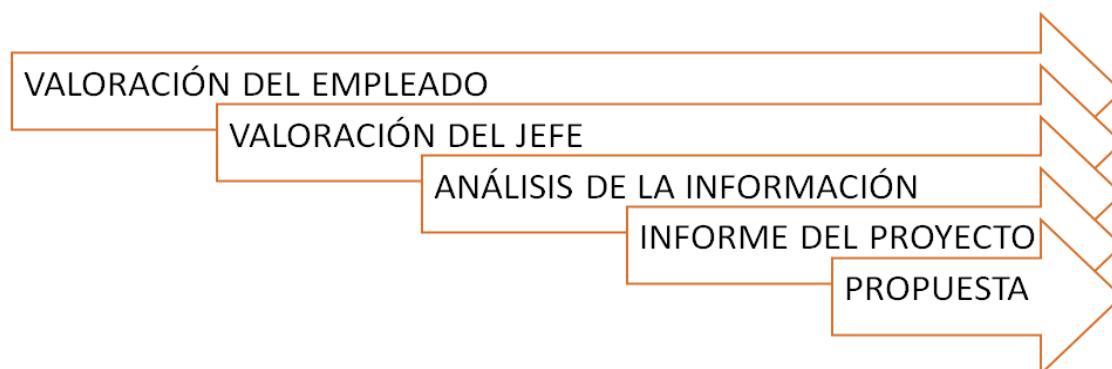 VALORACIÓN DEL EMPLEADO
VALORACIÓN DEL JEFE
ANÁLISIS DE LA INFORMACIÓN
INFORME DEL PROYECTO
PROPUESTA